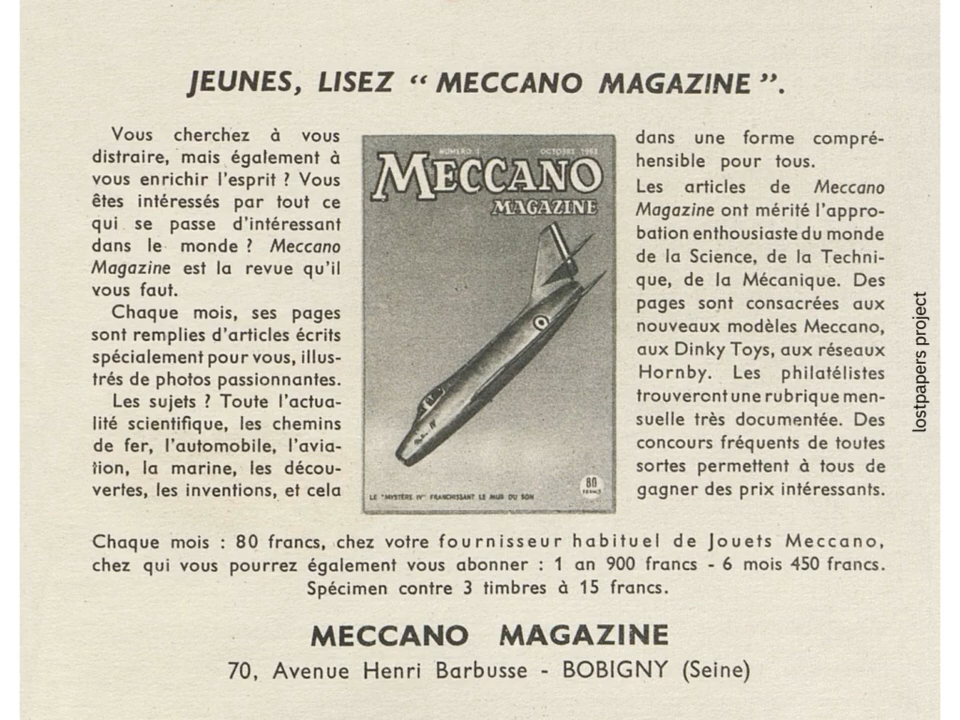 JEUNES, LISEZ “ MECCANO MAGAZINE ”.
Vous cherchez à vous
distraire, mais également à
vous enrichir l'esprit ? Vous
êtes intéressés par tout ce
qui se passe d'intéressant
dans le monde ? Meccano
Magazine est la revue qu'il
vous faut.
Chaque mois, ses pages
sont remplies d'articles écrits
spécialement pour vous, illus-
trés de photos passionnantes.
Les sujets ? Toute l'actua-
lité scientifique, les chemins
de fer, l'automobile, l'avia-
tion, la marine, les décou-
vertes, les inventions, et cela
NUMÉRO 1 OCTOBRE 1953
MECCANO
MAGAZINE
LE "MYSTÈRE IV" FRANCHISSANT LE MUR DU SON
80
FRANCS
dans une forme compré-
hensible pour tous.
Les articles de Meccano
Magazine ont mérité l'appro-
bation enthousiaste du monde
de la Science, de la Techni-
que, de la Mécanique. Des
pages sont consacrées aux
nouveaux modèles Meccano,
aux Dinky Toys, aux réseaux
Hornby. Les philatélistes
trouveront une rubrique men-
suelle très documentée. Des
concours fréquents de toutes
sortes permettent à tous de
gagner des prix intéressants.
Chaque mois : 80 francs, chez votre fournisseur habituel de Jouets Meccano,
chez qui vous pourrez également vous abonner : 1 an 900 francs - 6 mois 450 francs.
Spécimen contre 3 timbres à 15 francs.
MECCANO MAGAZINE
70, Avenue Henri Barbusse - BOBIGNY (Seine)
lostpapers project